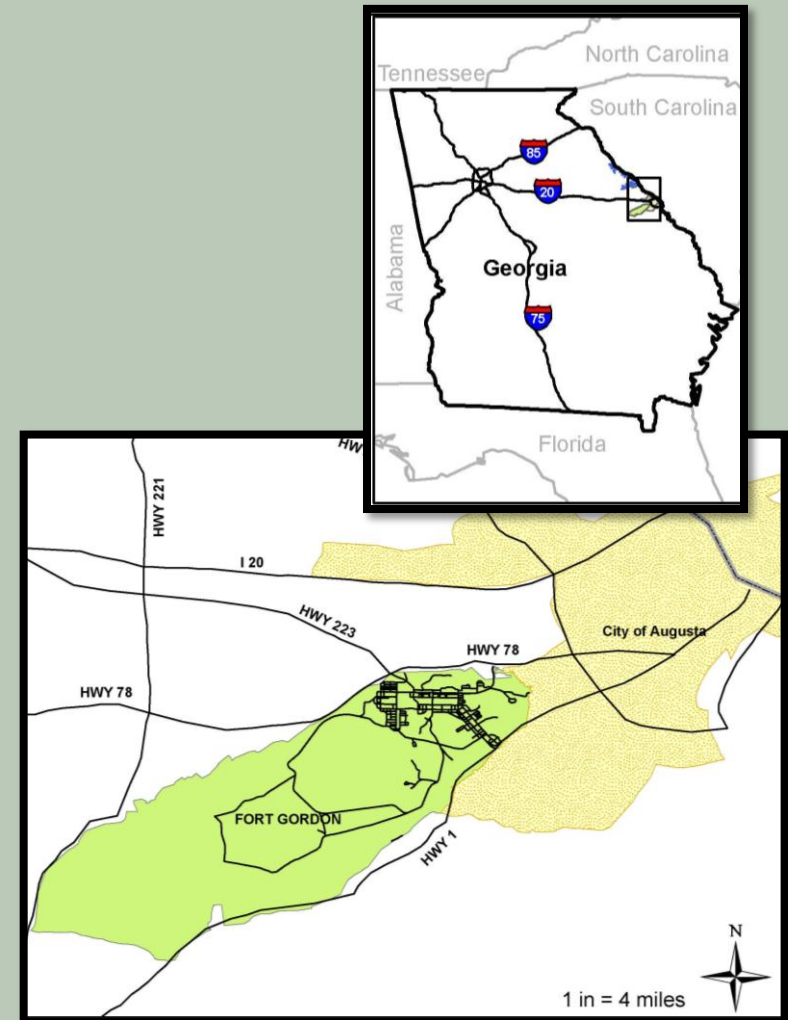 North Carolina
Tennessee
South Carolina
85
20
Alabama
Georgia
75
Florida
HW
HWY 221
I 20
HWY 223
City of Augusta
HWY 78
HWY 78
FORT GORDON
HWY 1
N
1 in = 4 miles